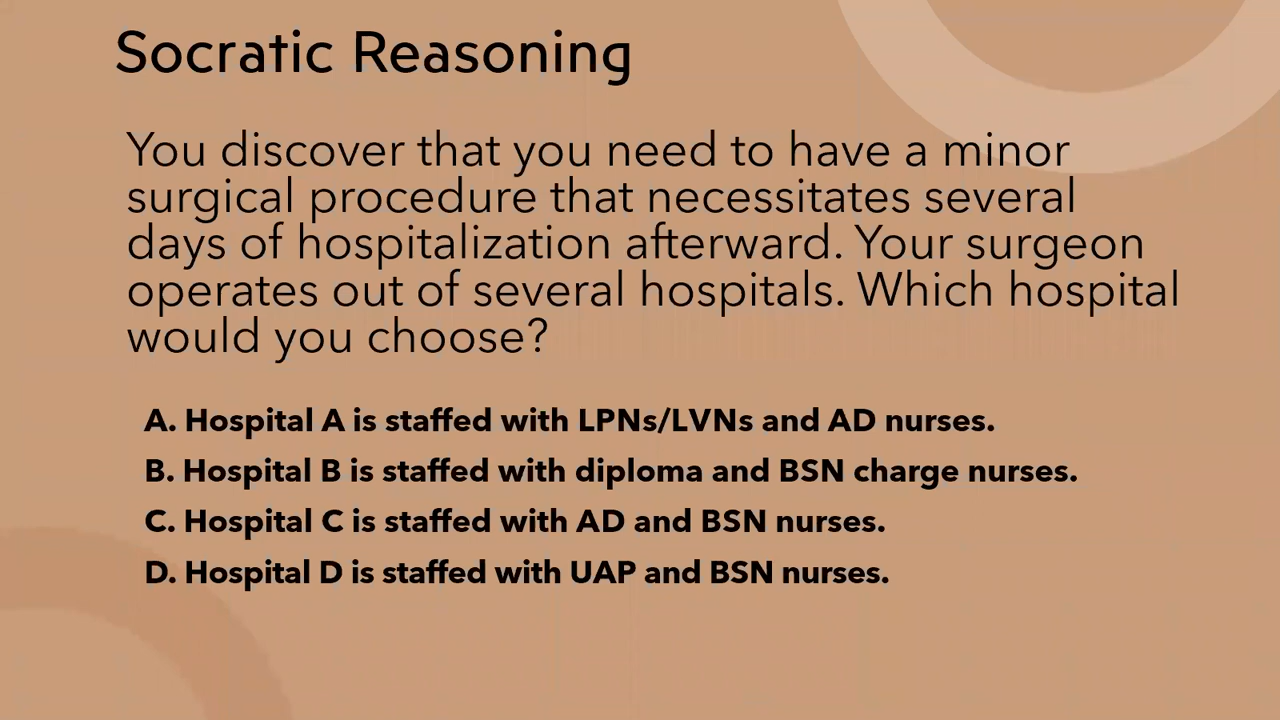 Socratic Reasoning
You discover that you need to have a minor
surgical procedure that necessitates several
days of hospitalization afterward. Your surgeon
operates out of several hospitals. Which hospital
would you choose?
A. Hospital A is staffed with LPNs/LVNs and AD nurses.
B. Hospital B is staffed with diploma and BSN charge nurses.
C. Hospital C is staffed with AD and BSN nurses.
D. Hospital D is staffed with UAP and BSN nurses.